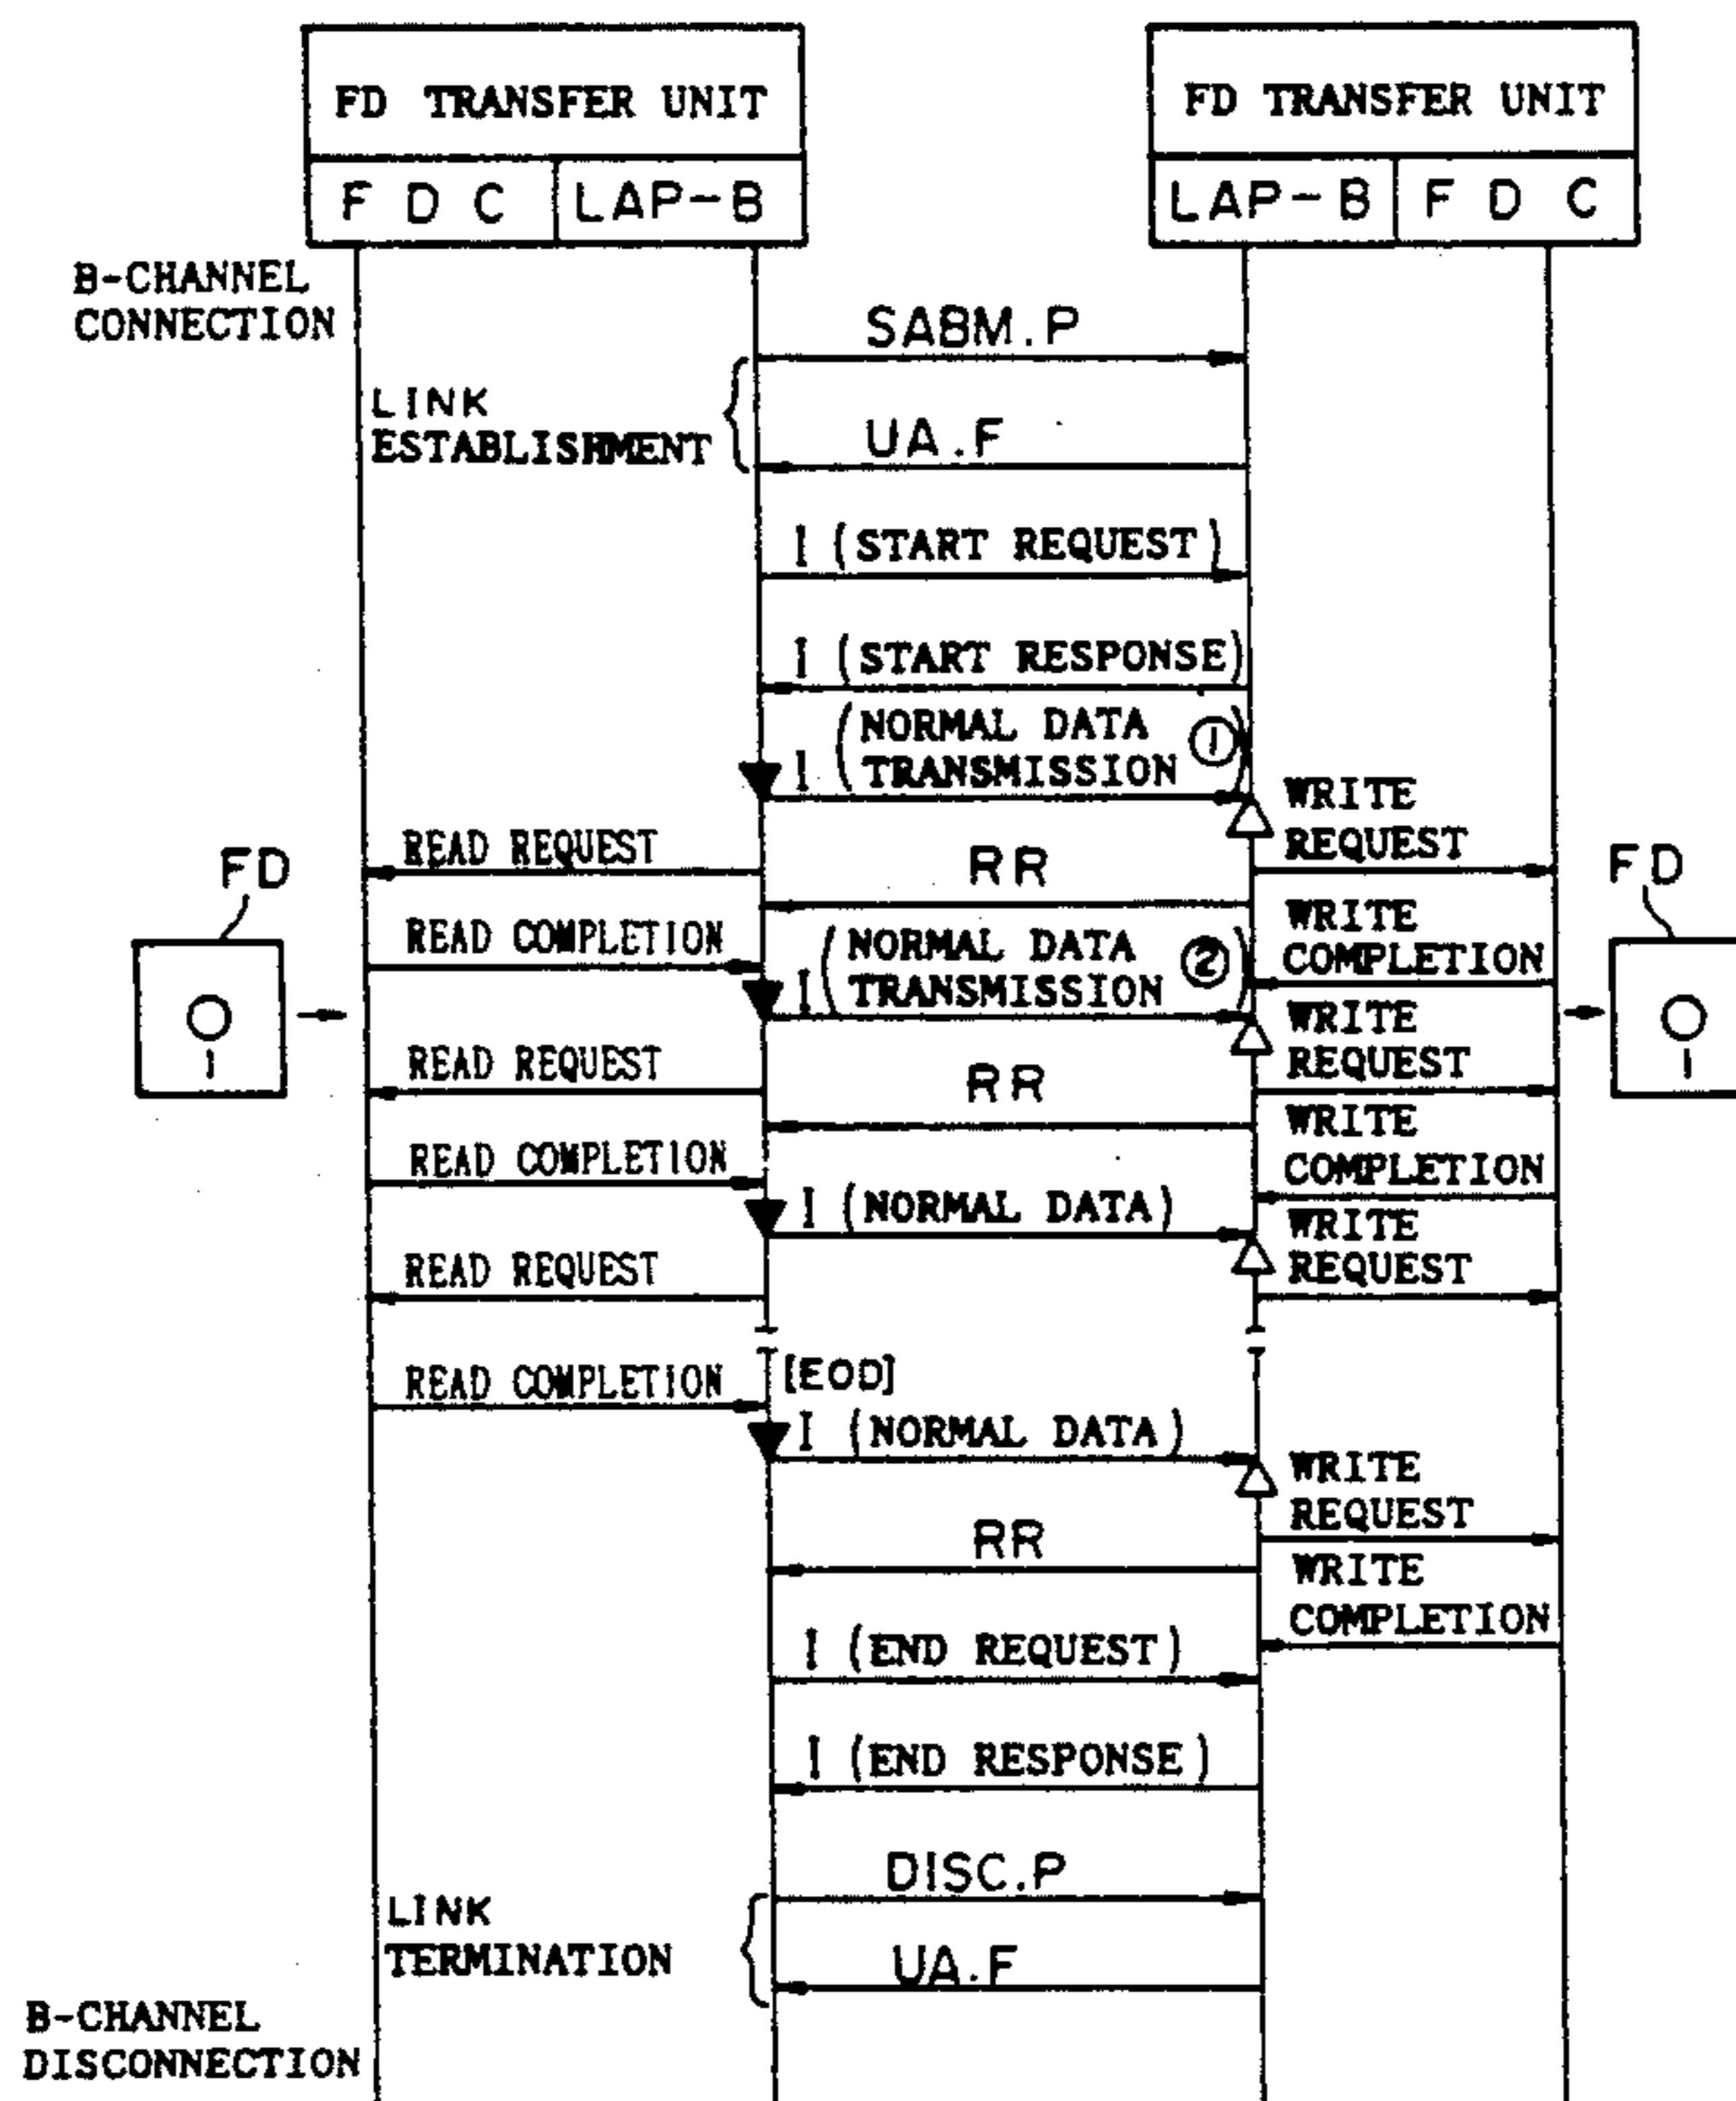 FD TRANSFER UNIT
FD TRANSFER UNIT
F D C
LAP-B
LAP-B
F D C
B-CHANNEL
CONNECTION
SABM.P
LINK
ESTABLISHMENT
UA.F
I (START REQUEST)
I (START RESPONSE)
I (NORMAL DATA
TRANSMISSION ①)
WRITE
REQUEST
READ REQUEST
RR
FD
FD
READ COMPLETION
WRITE
COMPLETION
I (NORMAL DATA
TRANSMISSION ②)
WRITE
REQUEST
READ REQUEST
RR
WRITE
COMPLETION
READ COMPLETION
I (NORMAL DATA)
WRITE
REQUEST
READ REQUEST
READ COMPLETION
[EOD]
I (NORMAL DATA)
WRITE
REQUEST
RR
WRITE
COMPLETION
I (END REQUEST)
I (END RESPONSE)
DISC.P
LINK
TERMINATION
UA.F
B-CHANNEL
DISCONNECTION